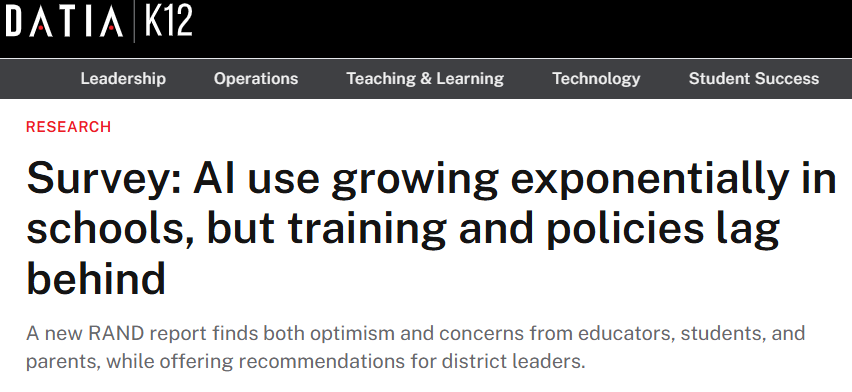 DATIA K12
Leadership Operations Teaching & Learning Technology Student Success
RESEARCH
Survey: AI use growing exponentially in
schools, but training and policies lag
behind
A new RAND report finds both optimism and concerns from educators, students, and
parents, while offering recommendations for district leaders.